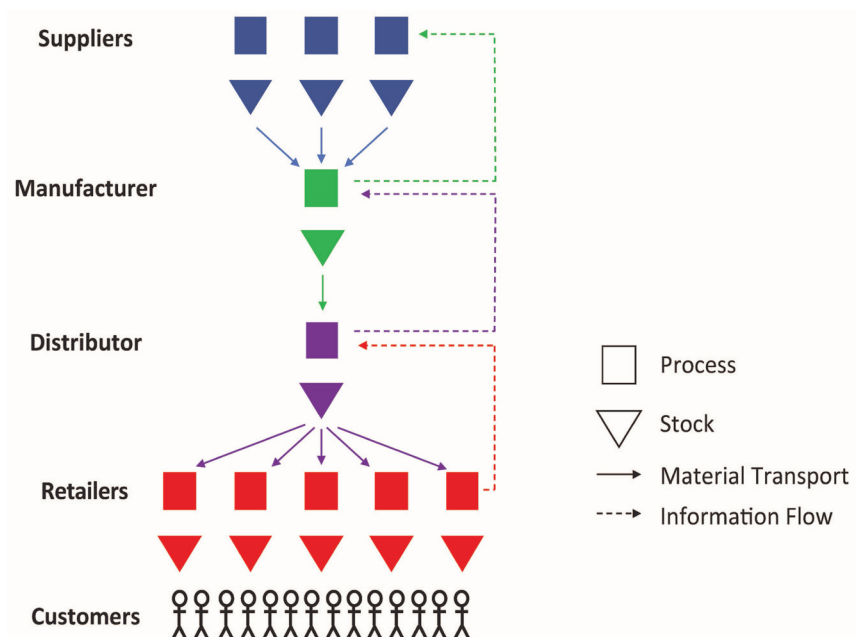 Suppliers
Manufacturer
Distributor
Retailers
Customers
Process
Stock
Material Transport
Information Flow